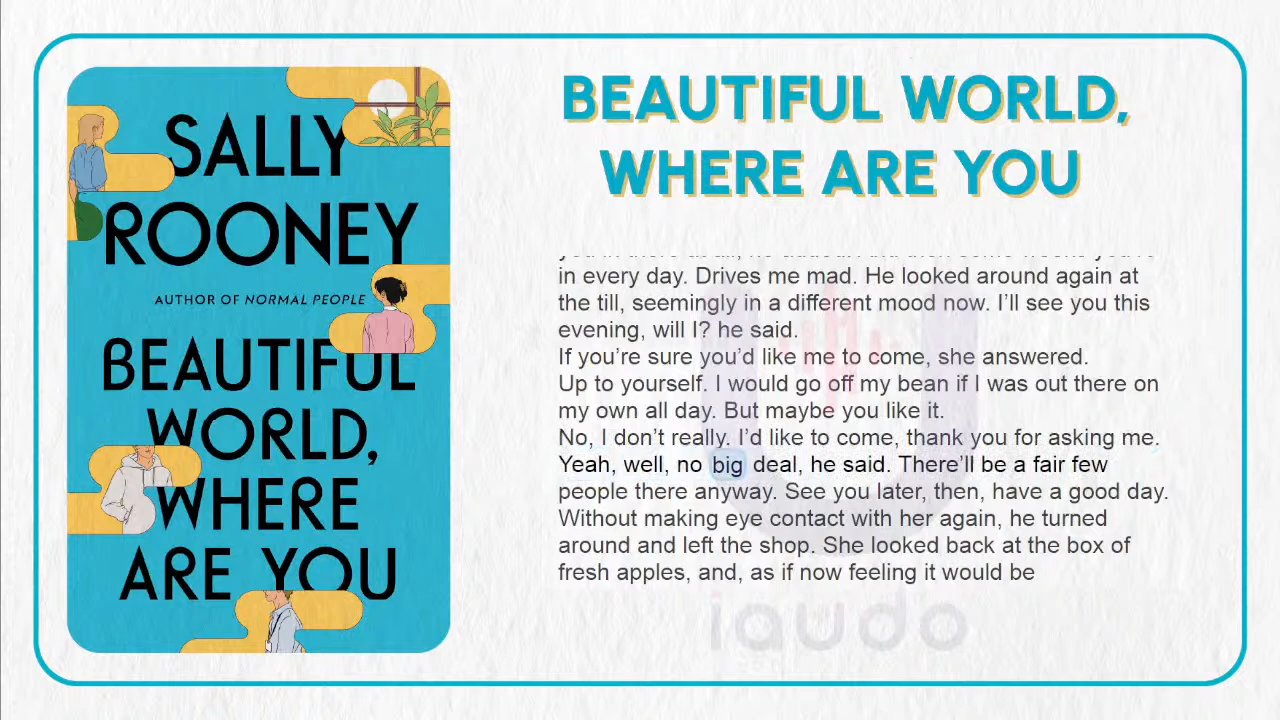 SALLY
ROONEY
AUTHOR OF NORMAL PEOPLE
BEAUTIFUL
WORLD,
WHERE
ARE YOU
BEAUTIFUL WORLD,
WHERE ARE YOU
in every day. Drives me mad. He looked around again at
the till, seemingly in a different mood now. I’ll see you this
evening, will I? he said.
If you’re sure you’d like me to come, she answered.
Up to yourself. I would go off my bean if I was out there on
my own all day. But maybe you like it.
No, I don’t really. I’d like to come, thank you for asking me.
Yeah, well, no big deal, he said. There’ll be a fair few
people there anyway. See you later, then, have a good day.
Without making eye contact with her again, he turned
around and left the shop. She looked back at the box of
fresh apples, and, as if now feeling it would be
iaudo